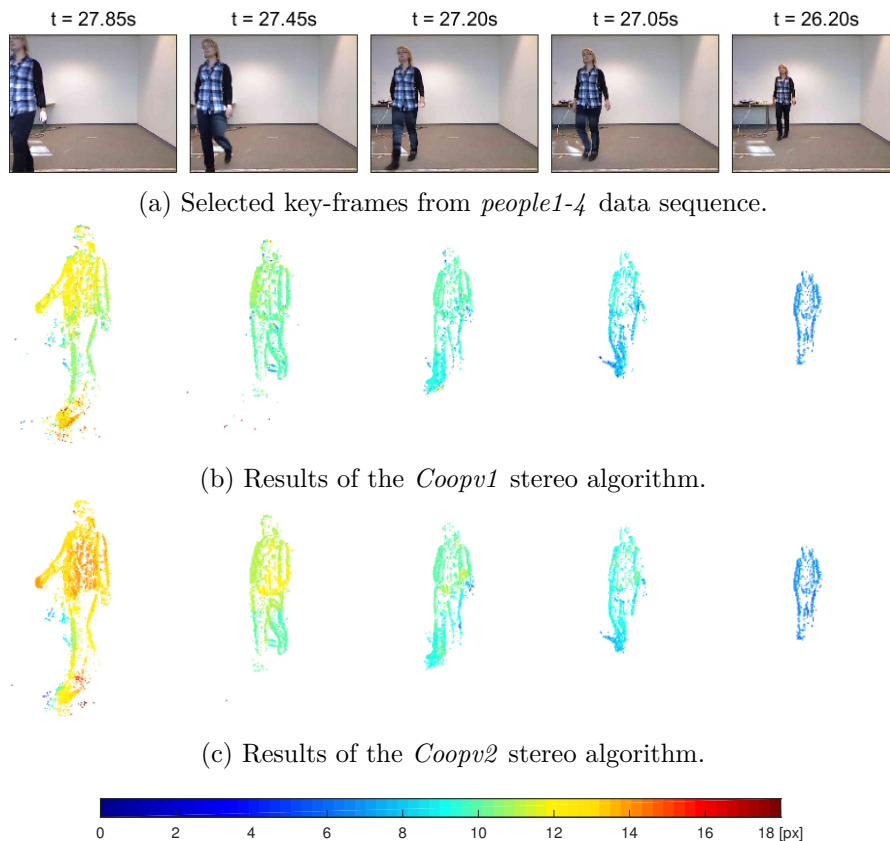 t = 27.85s t = 27.45s t = 27.20s t = 27.05s t = 26.20s
(a) Selected key-frames from people1-4 data sequence.
(b) Results of the Coopv1 stereo algorithm.
(c) Results of the Coopv2 stereo algorithm.
0 2 4 6 8 10 12 14 16 18 [px]